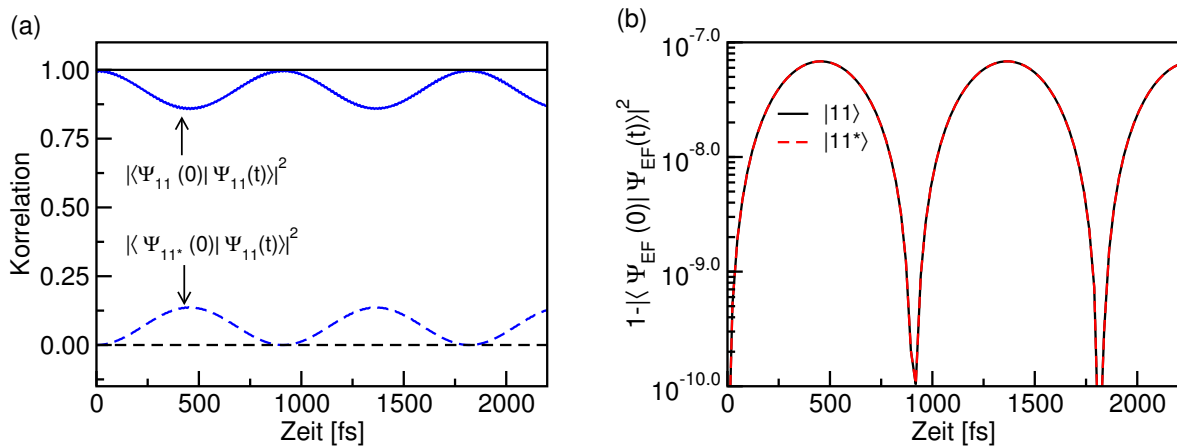 (a)
Korrelation
1.00
0.75
0.50
0.25
0.00
|⟨Ψ₁₁ (0)| Ψ₁₁(t)⟩|²
|⟨ Ψ₁₁* (0)| Ψ₁₁(t)⟩|²
0 500 1000 1500 2000
Zeit [fs]
(b)
1-|⟨ Ψ_EF (0)| Ψ_EF(t)⟩|²
10^-7.0
10^-8.0
10^-9.0
10^-10.0
|11⟩
|11*⟩
0 500 1000 1500 2000
Zeit [fs]